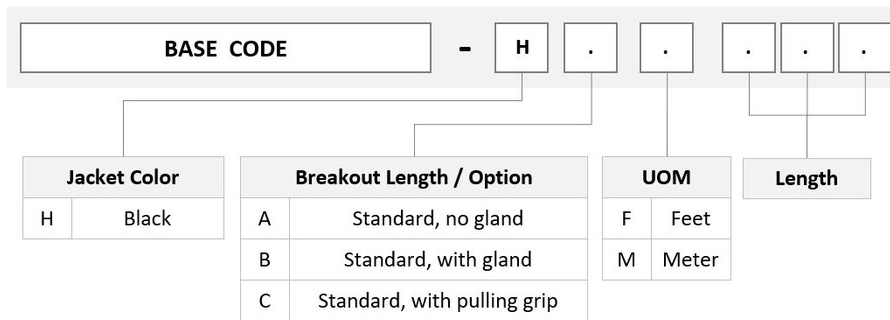 BASE CODE - H . . . . .
Jacket Color Breakout Length / Option UOM Length
H Black A Standard, no gland F Feet
B Standard, with gland M Meter
C Standard, with pulling grip